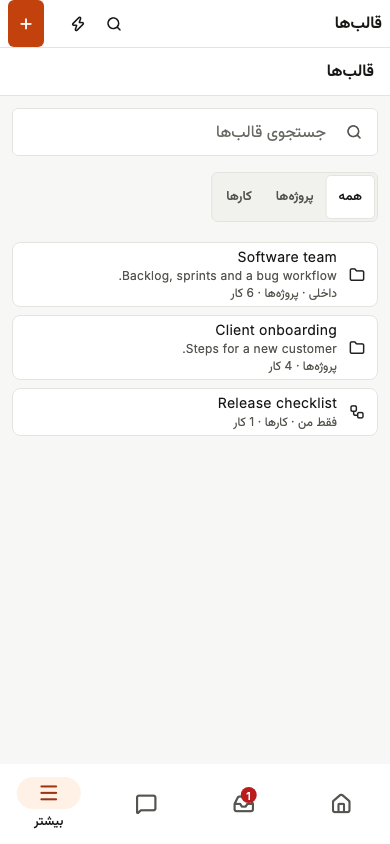 قالب‌ها
قالب‌ها
جستجوی قالب‌ها
همه
پروژه‌ها
کارها
Software team
Backlog, sprints and a bug workflow.
داخلی · پروژه‌ها · 6 کار
Client onboarding
Steps for a new customer.
پروژه‌ها · 4 کار
Release checklist
فقط من · کارها · 1 کار
1
بیشتر